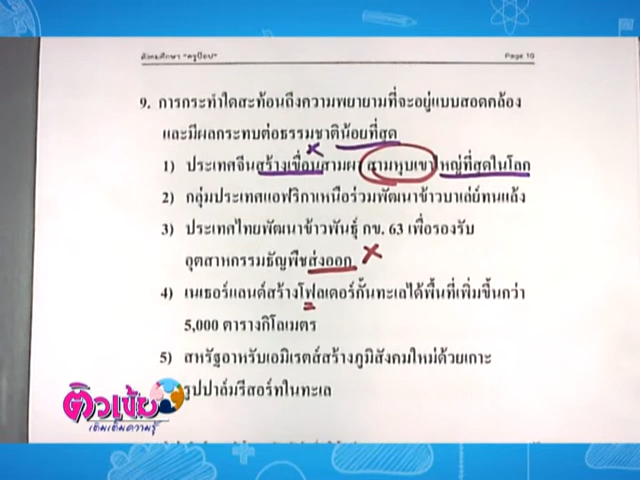 สังคมศึกษา "ครูป๊อป"
Page 10
9. การกระทำใดสะท้อนถึงความพยายามที่จะอยู่แบบสอดคล้อง
และมีผลกระทบต่อธรรมชาติน้อยที่สุด
1) ประเทศจีนสร้างเขื่อนสามผา สามหุบเขา ใหญ่ที่สุดในโลก
2) กลุ่มประเทศแอฟริกาเหนือร่วมพัฒนาข้าวบาเลย์ทนแล้ง
3) ประเทศไทยพัฒนาข้าวพันธุ์ กข. 63 เพื่อรองรับ
อุตสาหกรรมธัญพืชส่งออก
4) เนเธอร์แลนด์สร้างโฟลเดอร์กั้นทะเลได้พื้นที่เพิ่มขึ้นกว่า
5,000 ตารางกิโลเมตร
5) สหรัฐอาหรับเอมิเรตส์สร้างภูมิสังคมใหม่ด้วยเกาะ
รูปปาล์มรีสอร์ทในทะเล
ติวเข้ม
เติมเต็มความรู้